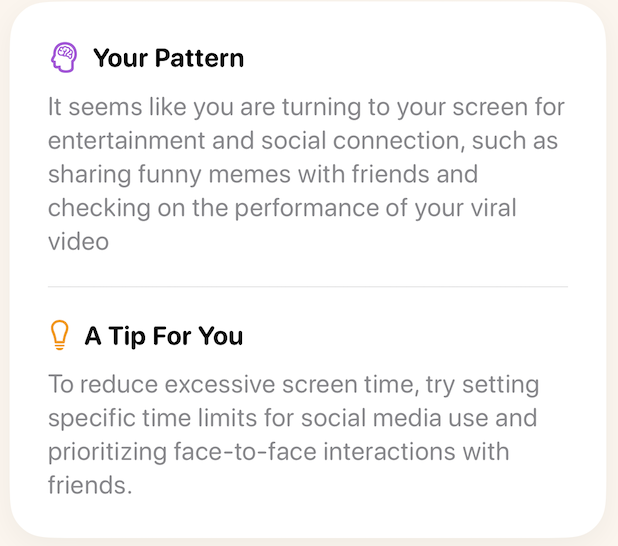 Your Pattern
It seems like you are turning to your screen for
entertainment and social connection, such as
sharing funny memes with friends and
checking on the performance of your viral
video
A Tip For You
To reduce excessive screen time, try setting
specific time limits for social media use and
prioritizing face-to-face interactions with
friends.